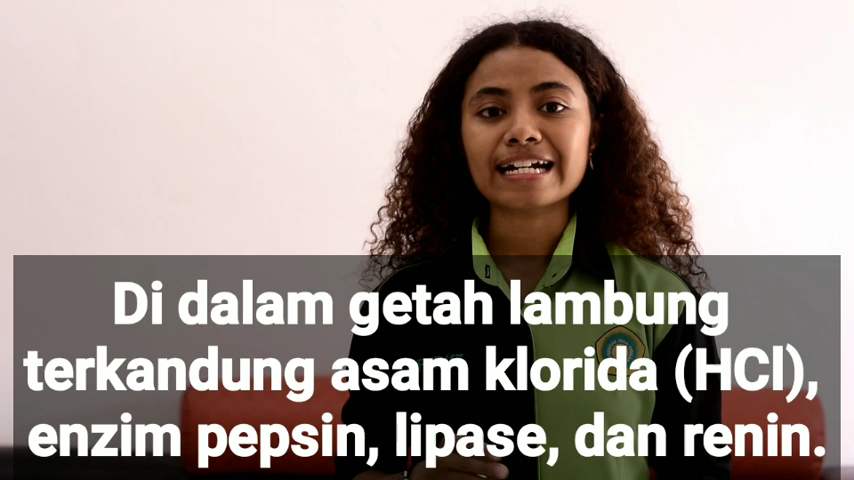 Di dalam getah lambung
terkandung asam klorida (HCl),
enzim pepsin, lipase, dan renin.